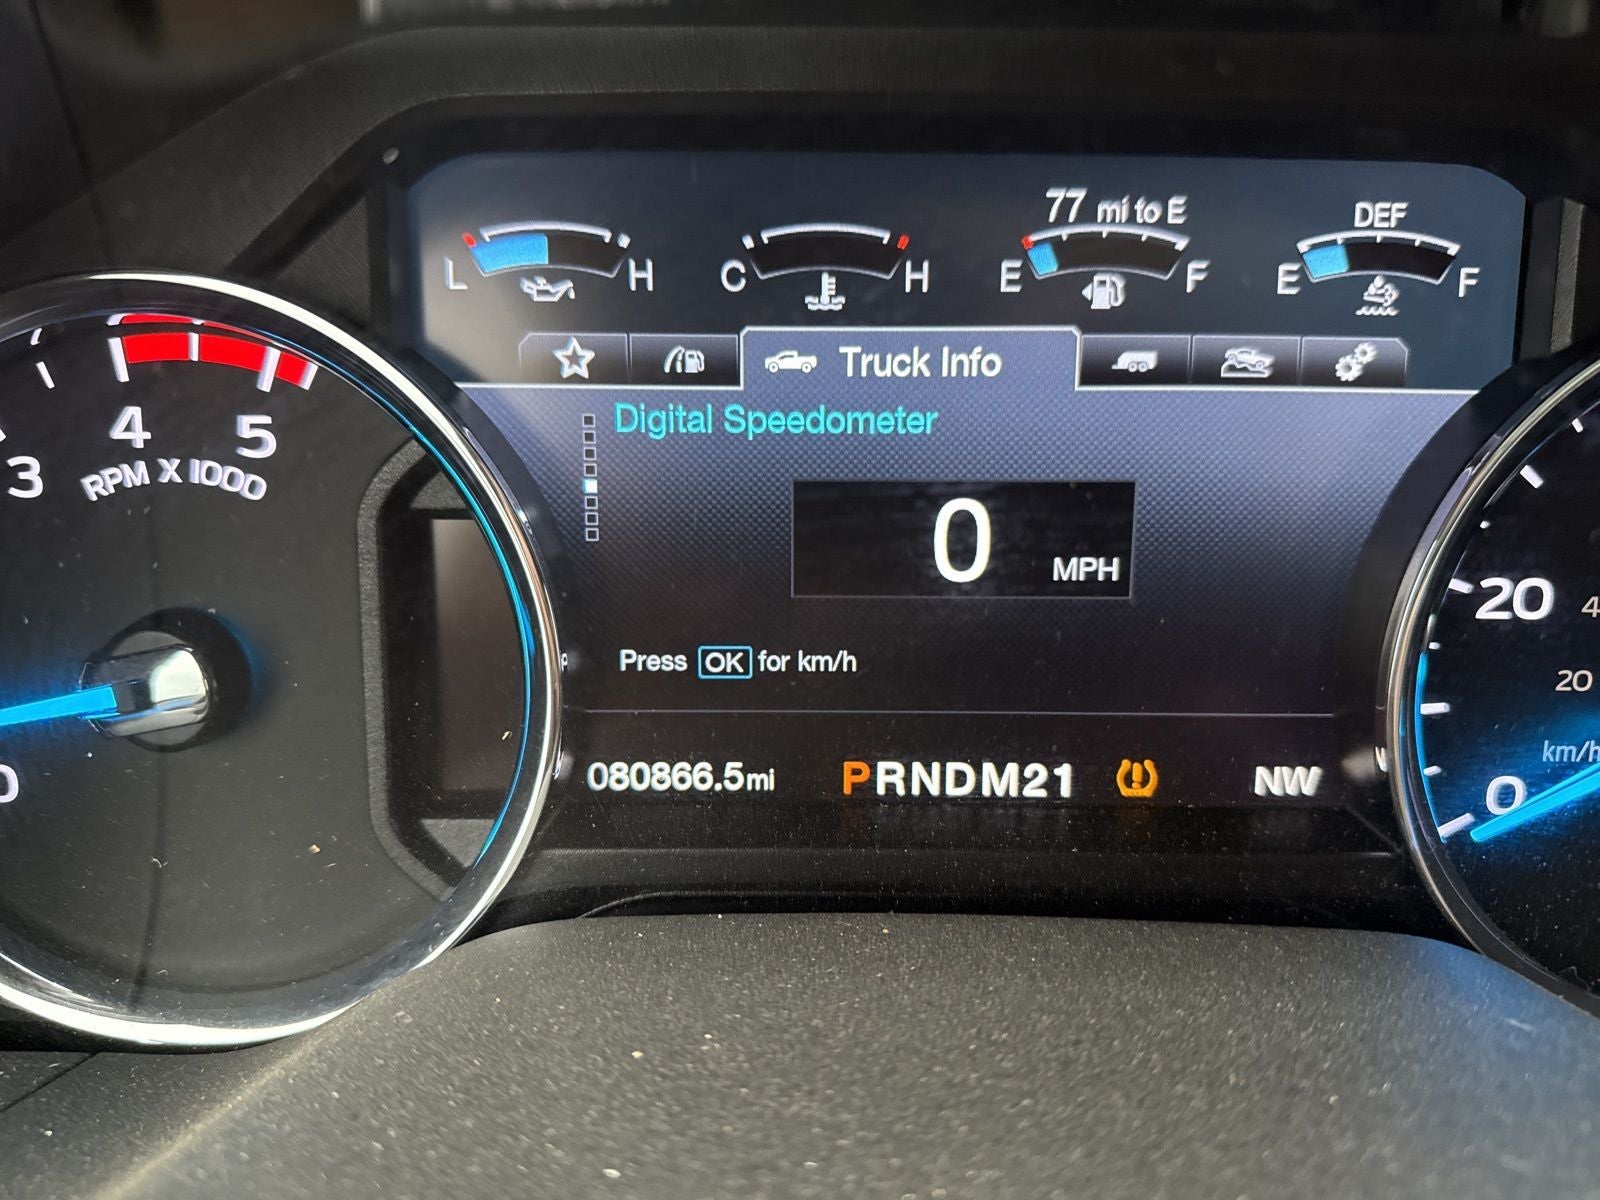 77 mi to E
DEF
L H
C H
E F
E F
Truck Info
Digital Speedometer
0 MPH
Press OK for km/h
080866.5mi
PRNDM21
NW
3
4
5
RPM X 1000
0
20
20
km/h
0